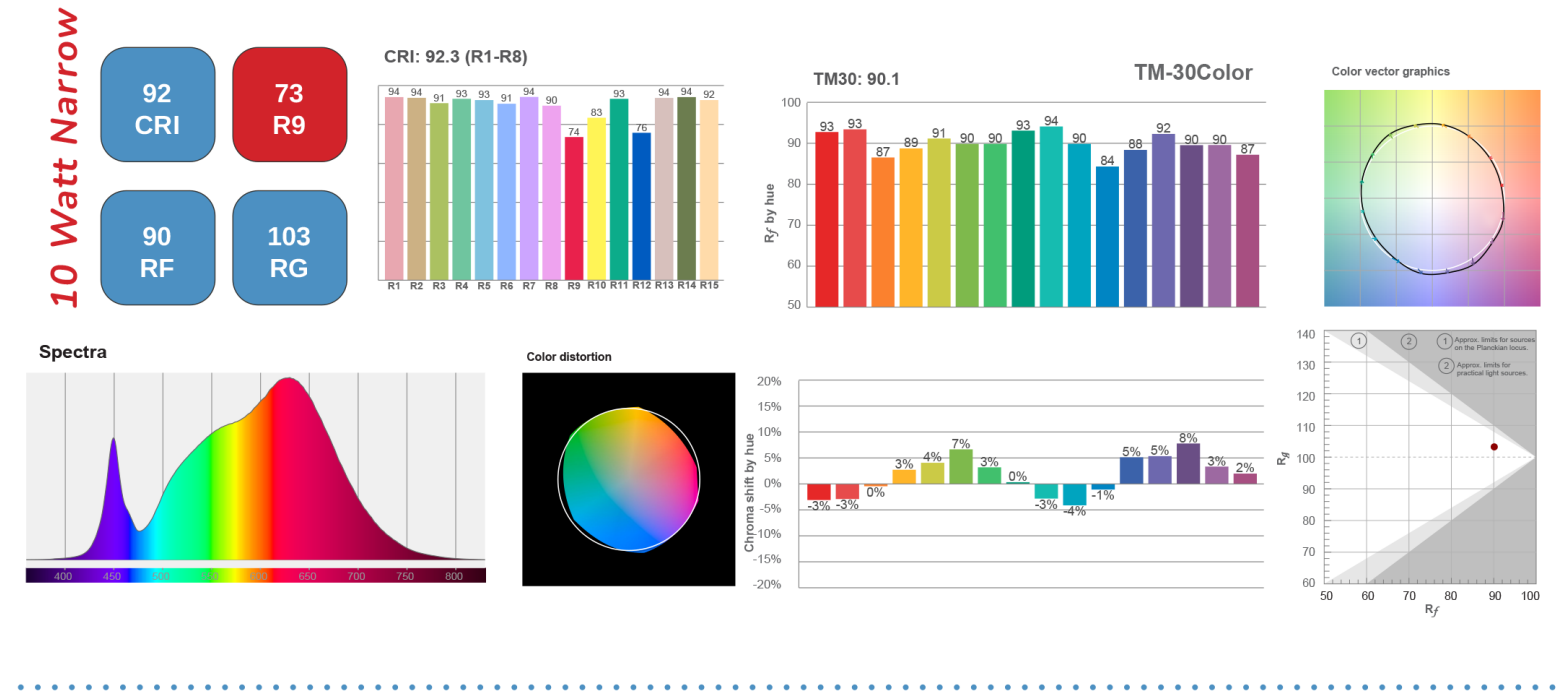 10 Watt Narrow
92
CRI
73
R9
90
RF
103
RG
CRI: 92.3 (R1-R8)
94 94 91 93 93 91 94 90 74 83 93 76 94 94 92
R1 R2 R3 R4 R5 R6 R7 R8 R9 R10 R11 R12 R13 R14 R15
TM30: 90.1
TM-30Color
Rf by hue
100
90
80
70
60
50
93 93 87 89 91 90 90 93 94 90 84 88 92 90 90 87
Color vector graphics
Spectra
400 450 500 550 600 650 700 750 800
Color distortion
Chroma shift by hue
20%
15%
10%
5%
0%
-5%
-10%
-15%
-20%
-3% -3% 0% 3% 4% 7% 3% 0% -3% -4% -1% 5% 5% 8% 3% 2%
Rg
140
130
120
110
100
90
80
70
60
1
2
1 Approx. limits for sources
on the Planckian locus.
2 Approx. limits for
practical light sources.
50 60 70 80 90 100
Rf